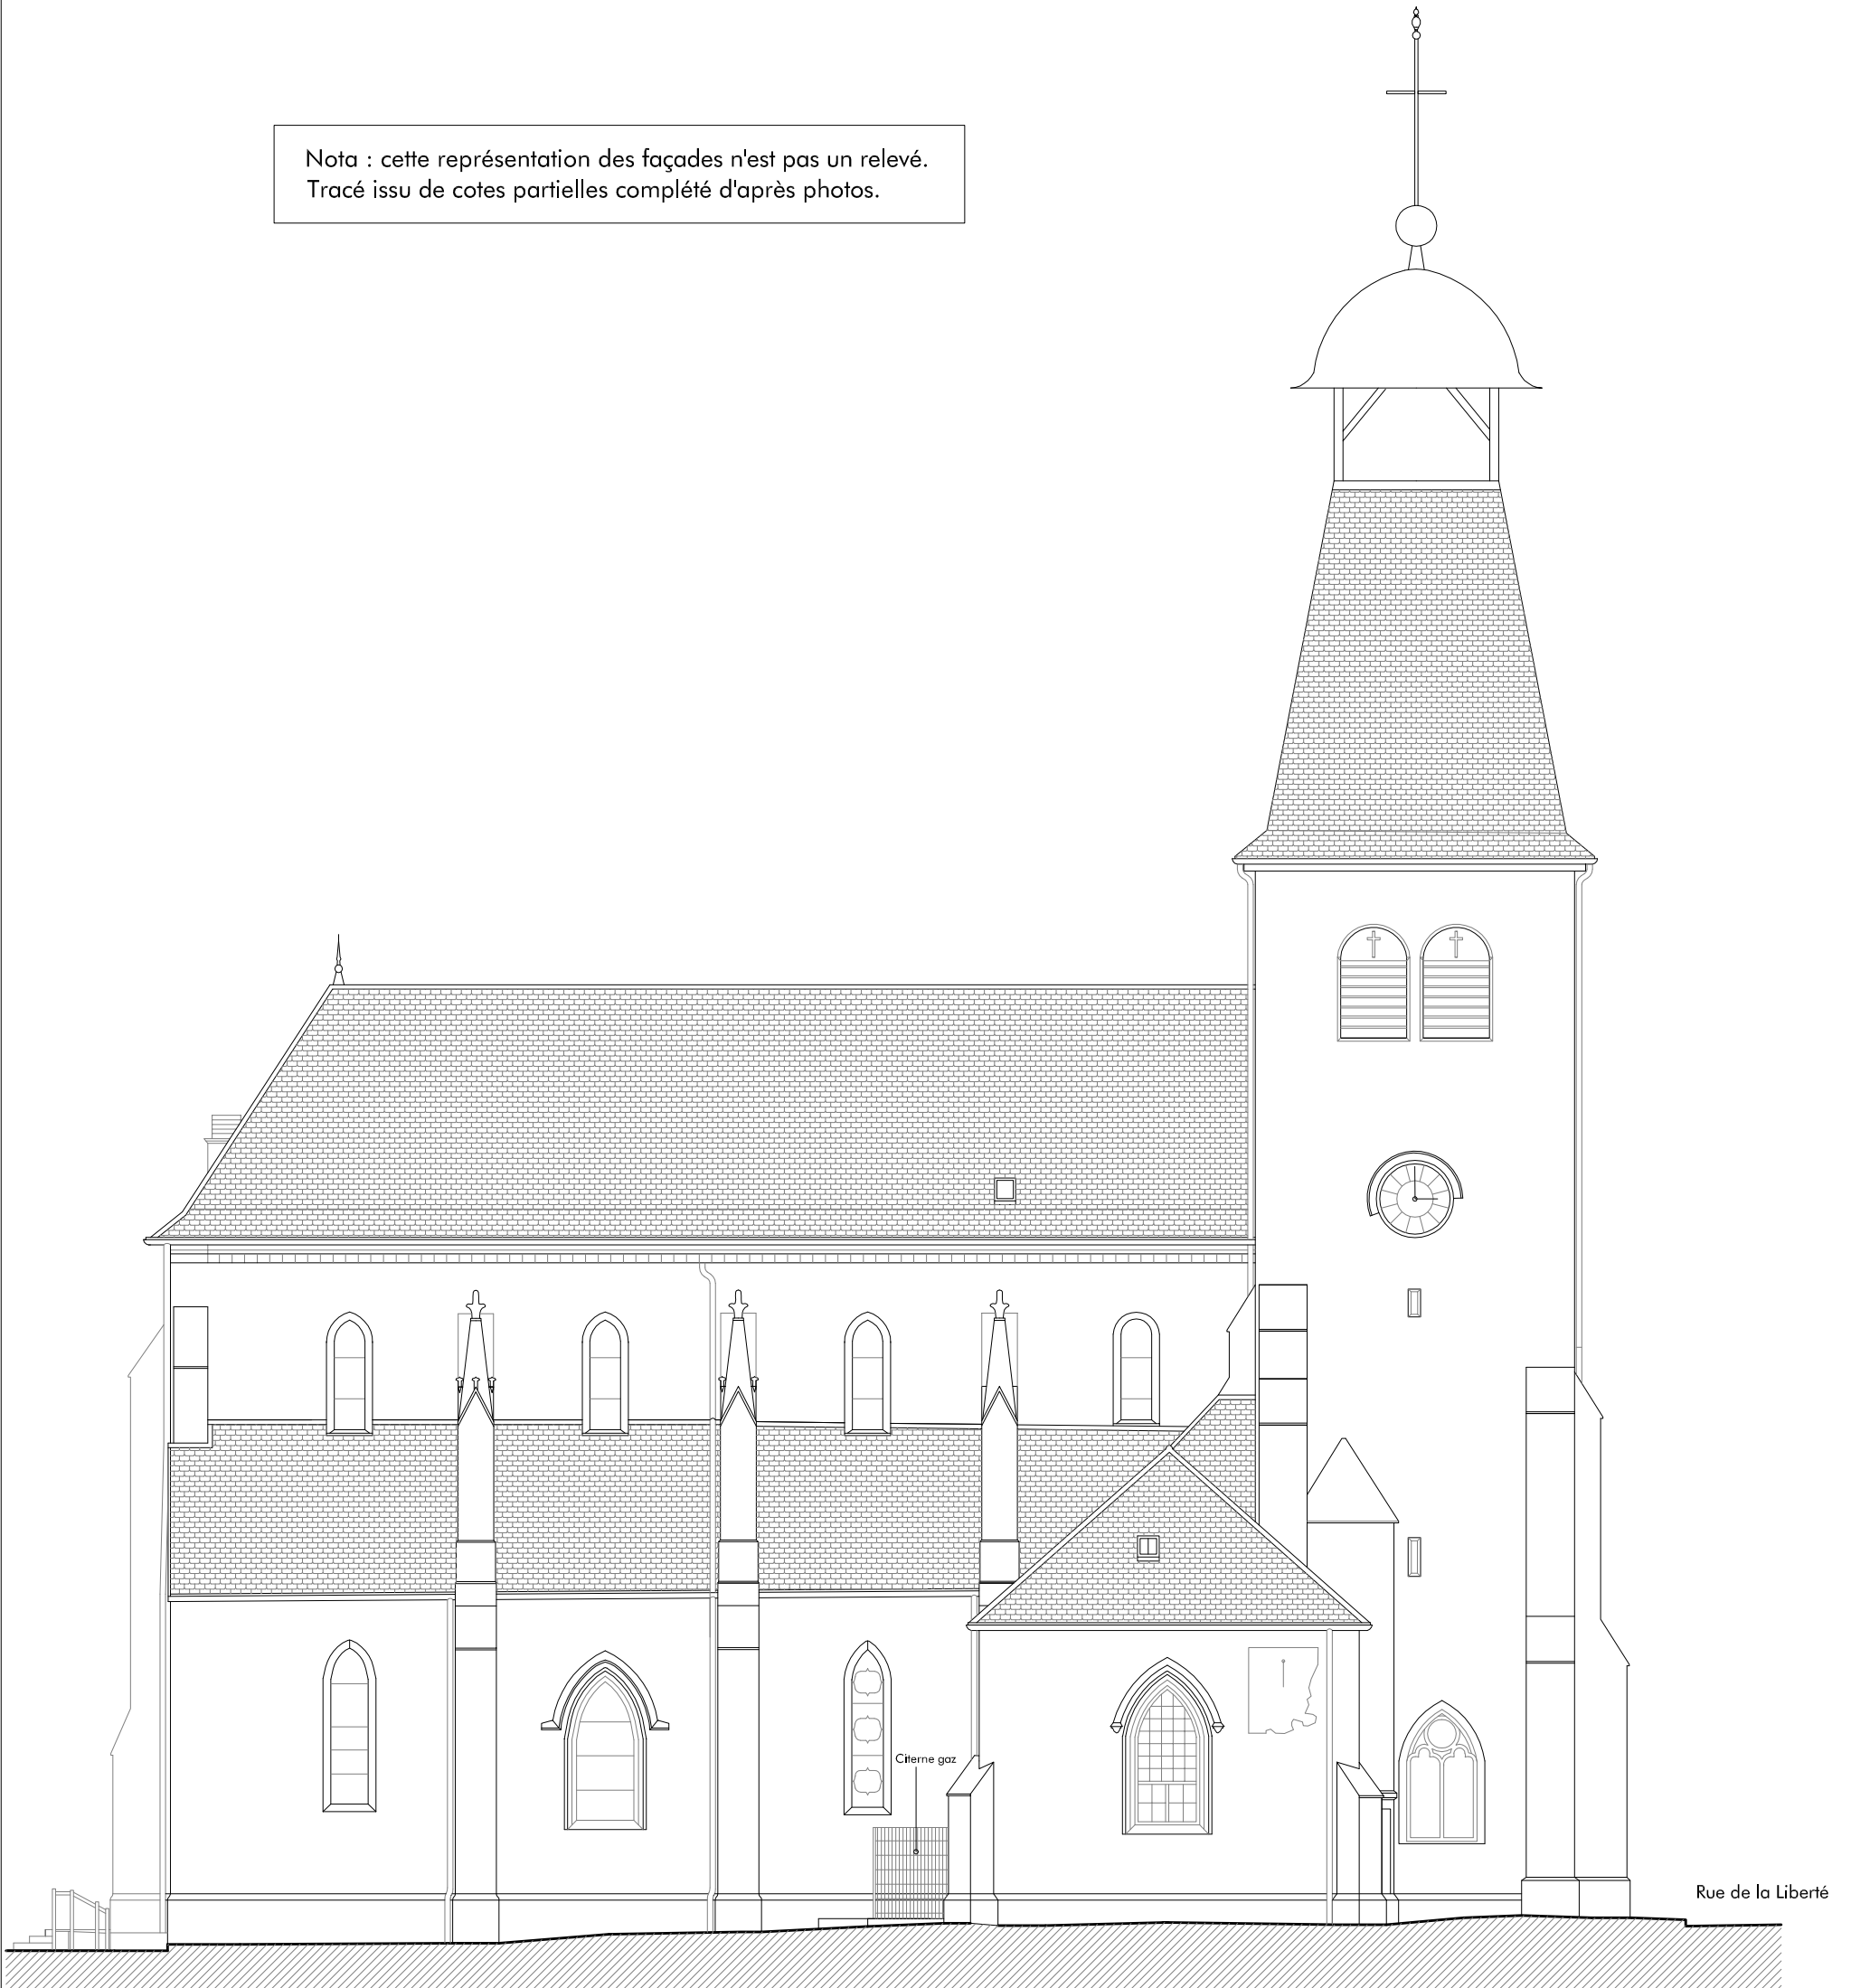 Nota : cette représentation des façades n'est pas un relevé.
Tracé issu de cotes partielles complété d'après photos.
Citerne gaz
Rue de la Liberté